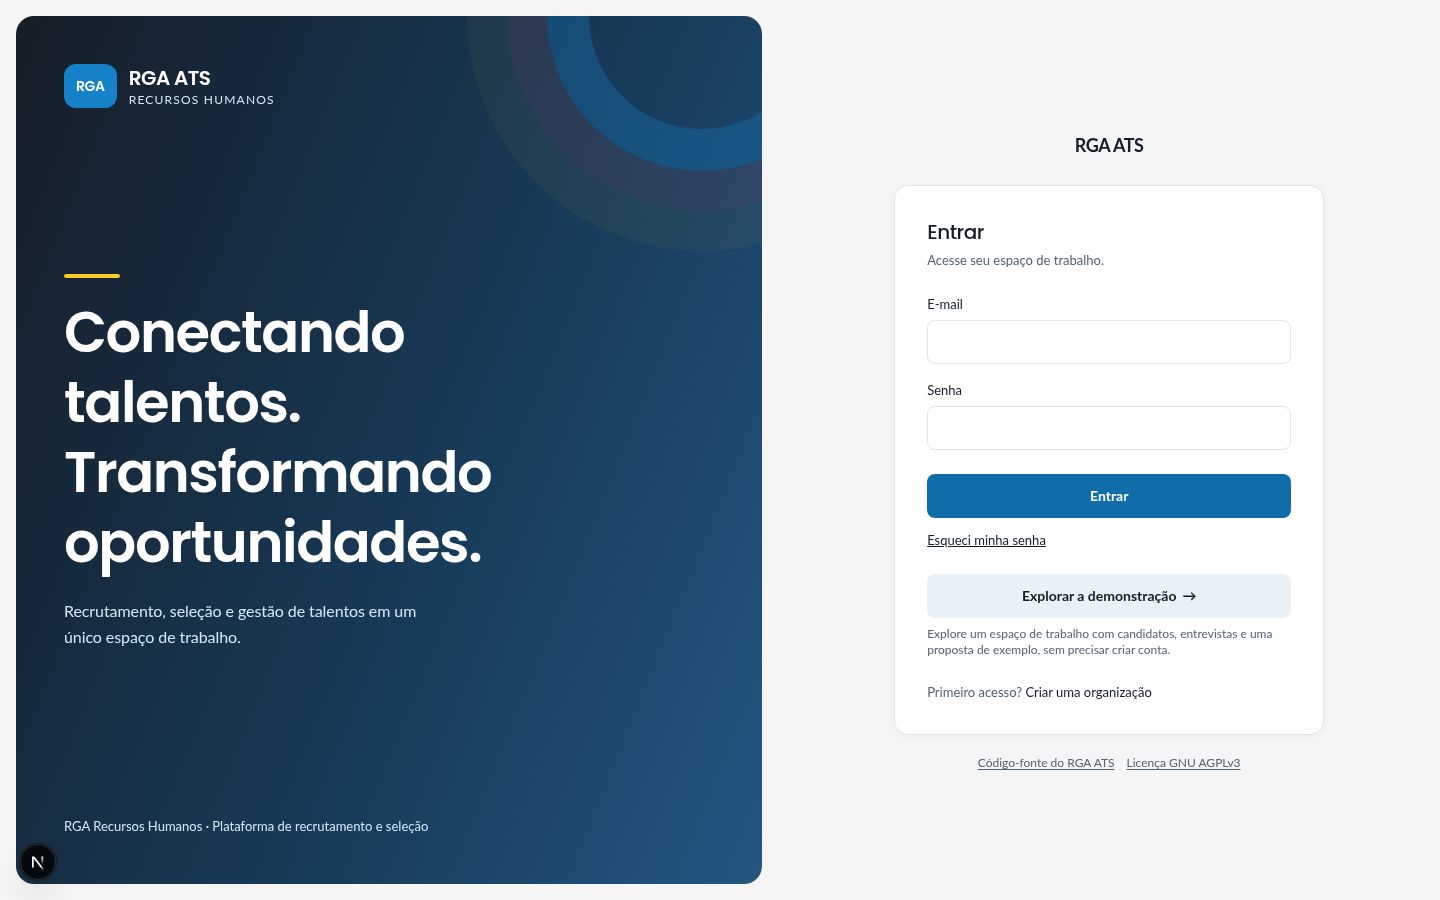 RGA
RGA ATS
RECURSOS HUMANOS
Conectando
talentos.
Transformando
oportunidades.
Recrutamento, seleção e gestão de talentos em um
único espaço de trabalho.
RGA Recursos Humanos · Plataforma de recrutamento e seleção
N
RGA ATS
Entrar
Acesse seu espaço de trabalho.
E-mail
Senha
Entrar
Esqueci minha senha
Explorar a demonstração →
Explore um espaço de trabalho com candidatos, entrevistas e uma
proposta de exemplo, sem precisar criar conta.
Primeiro acesso? Criar uma organização
Código-fonte do RGA ATS Licença GNU AGPLv3